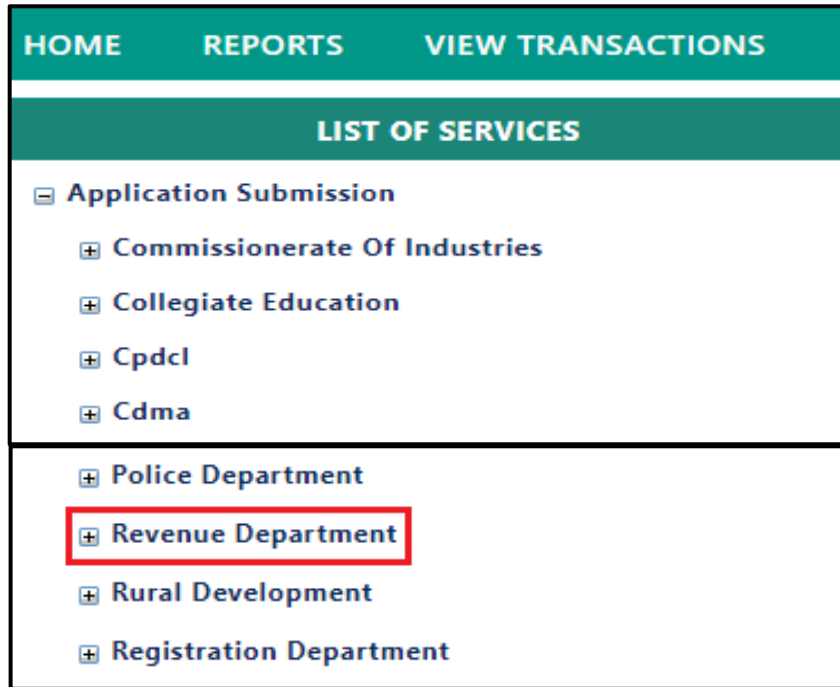 HOME REPORTS VIEW TRANSACTIONS
LIST OF SERVICES
Application Submission
Commissionerate Of Industries
Collegiate Education
Cpdcl
Cdma
Police Department
Revenue Department
Rural Development
Registration Department